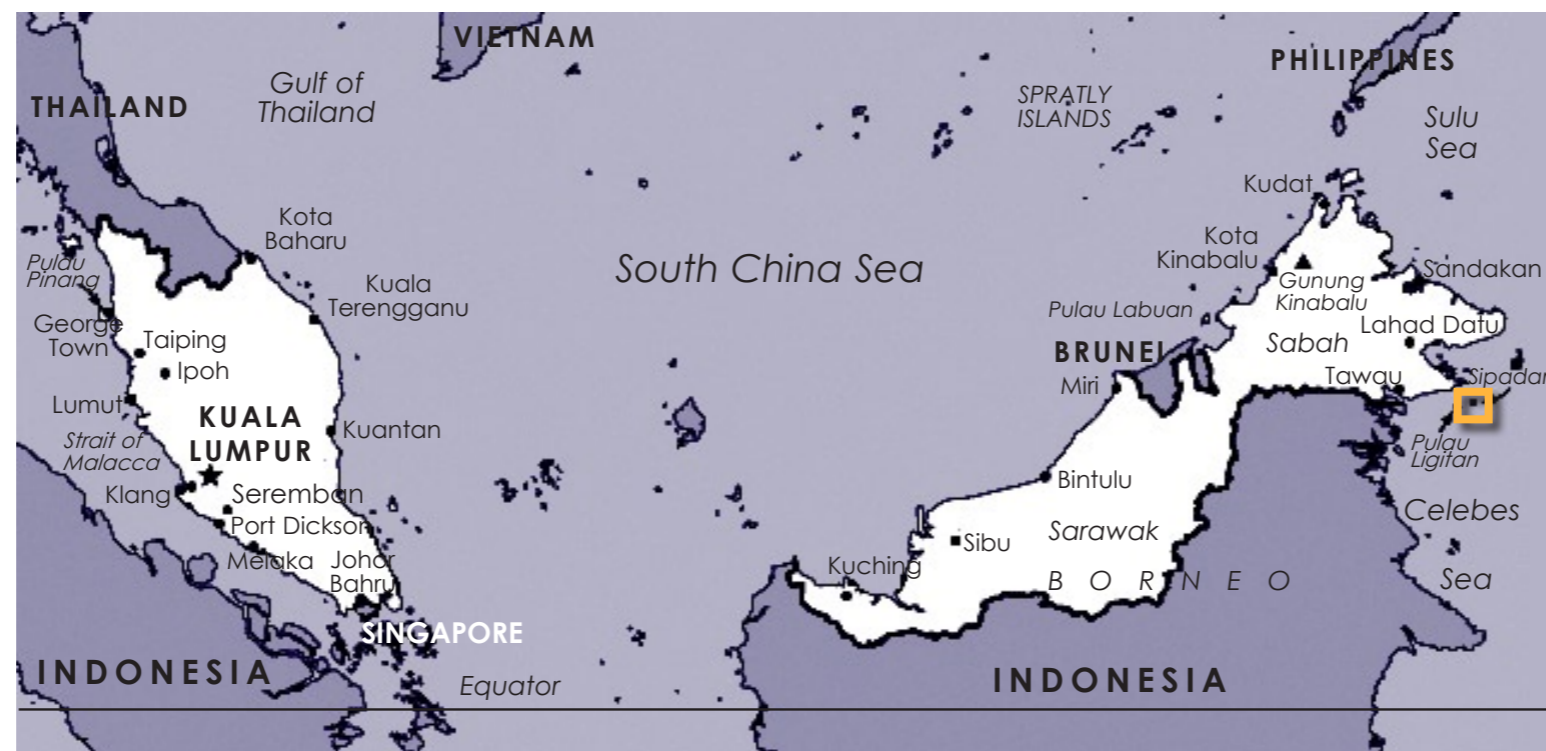 VIETNAM
PHILIPPINES
Gulf of
Thailand
THAILAND
SPRATLY
ISLANDS
Sulu
Sea
Kudat
Kota
Baharu
Kota
Kinabalu
Pulau
Pinang
South China Sea
Sandakan
Gunung
Kinabalu
Kuala
Terengganu
Pulau Labuan
George
Town
Taiping
Lahad Datu
Sabah
BRUNEI
Ipoh
Miri
Tawau
Sipadan
Lumut
KUALA
LUMPUR
Kuantan
Strait of
Malacca
Pulau
Ligitan
Klang
Seremban
Bintulu
Port Dickson
Celebes
Sea
Sarawak
Sibu
Melaka
Johor
Bahru
Kuching
BORNEO
SINGAPORE
INDONESIA
Equator
INDONESIA